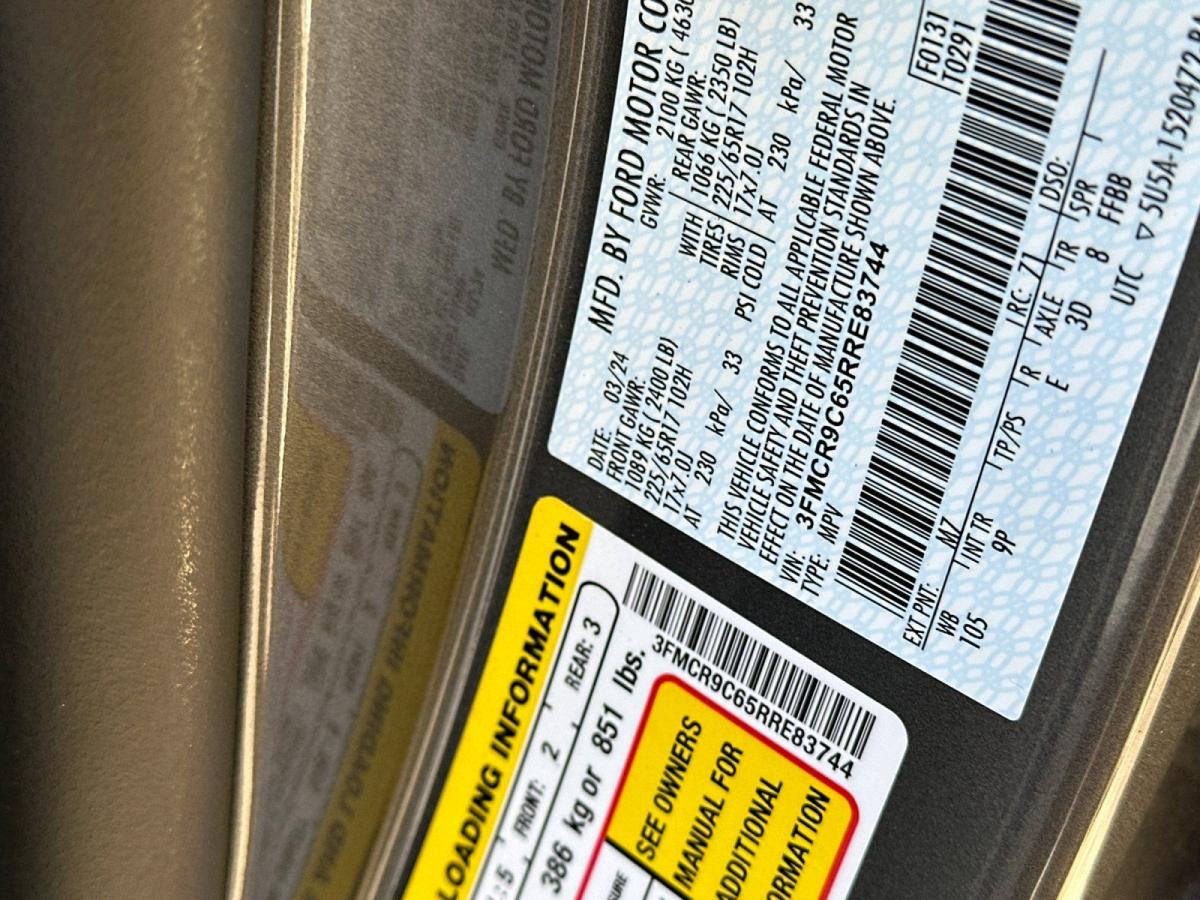 MFD. BY FORD MOTOR CO
DATE: 03/24
GVWR: 2100 KG ( 4630
FRONT GAWR:
REAR GAWR:
1089 KG ( 2400 LB)
WITH
1066 KG ( 2350 LB)
225/65R17 102H
TIRES
225/65R17 102H
17x7.0J
RIMS
17x7.0J
AT 230 kPa/ 33 PSI COLD
AT 230 kPa/ 33
THIS VEHICLE CONFORMS TO ALL APPLICABLE FEDERAL MOTOR
VEHICLE SAFETY AND THEFT PREVENTION STANDARDS IN
EFFECT ON THE DATE OF MANUFACTURE SHOWN ABOVE.
VIN: 3FMCR9C65RRE83744
TYPE: MPV
F0131
T0291
EXT PNT: MZ
RC: 71
DSO:
WB
INT TR
TP/PS
R
AXLE
TR
SPR
105
9P
E
3D
8
FFBB
UTC
▽ 5U5A-1520472-
LOADING INFORMATION
: 5
FRONT: 2
REAR: 3
386 kg or 851 lbs.
3FMCR9C65RRE83744
SEE OWNERS
MANUAL FOR
ADDITIONAL
ORMATION